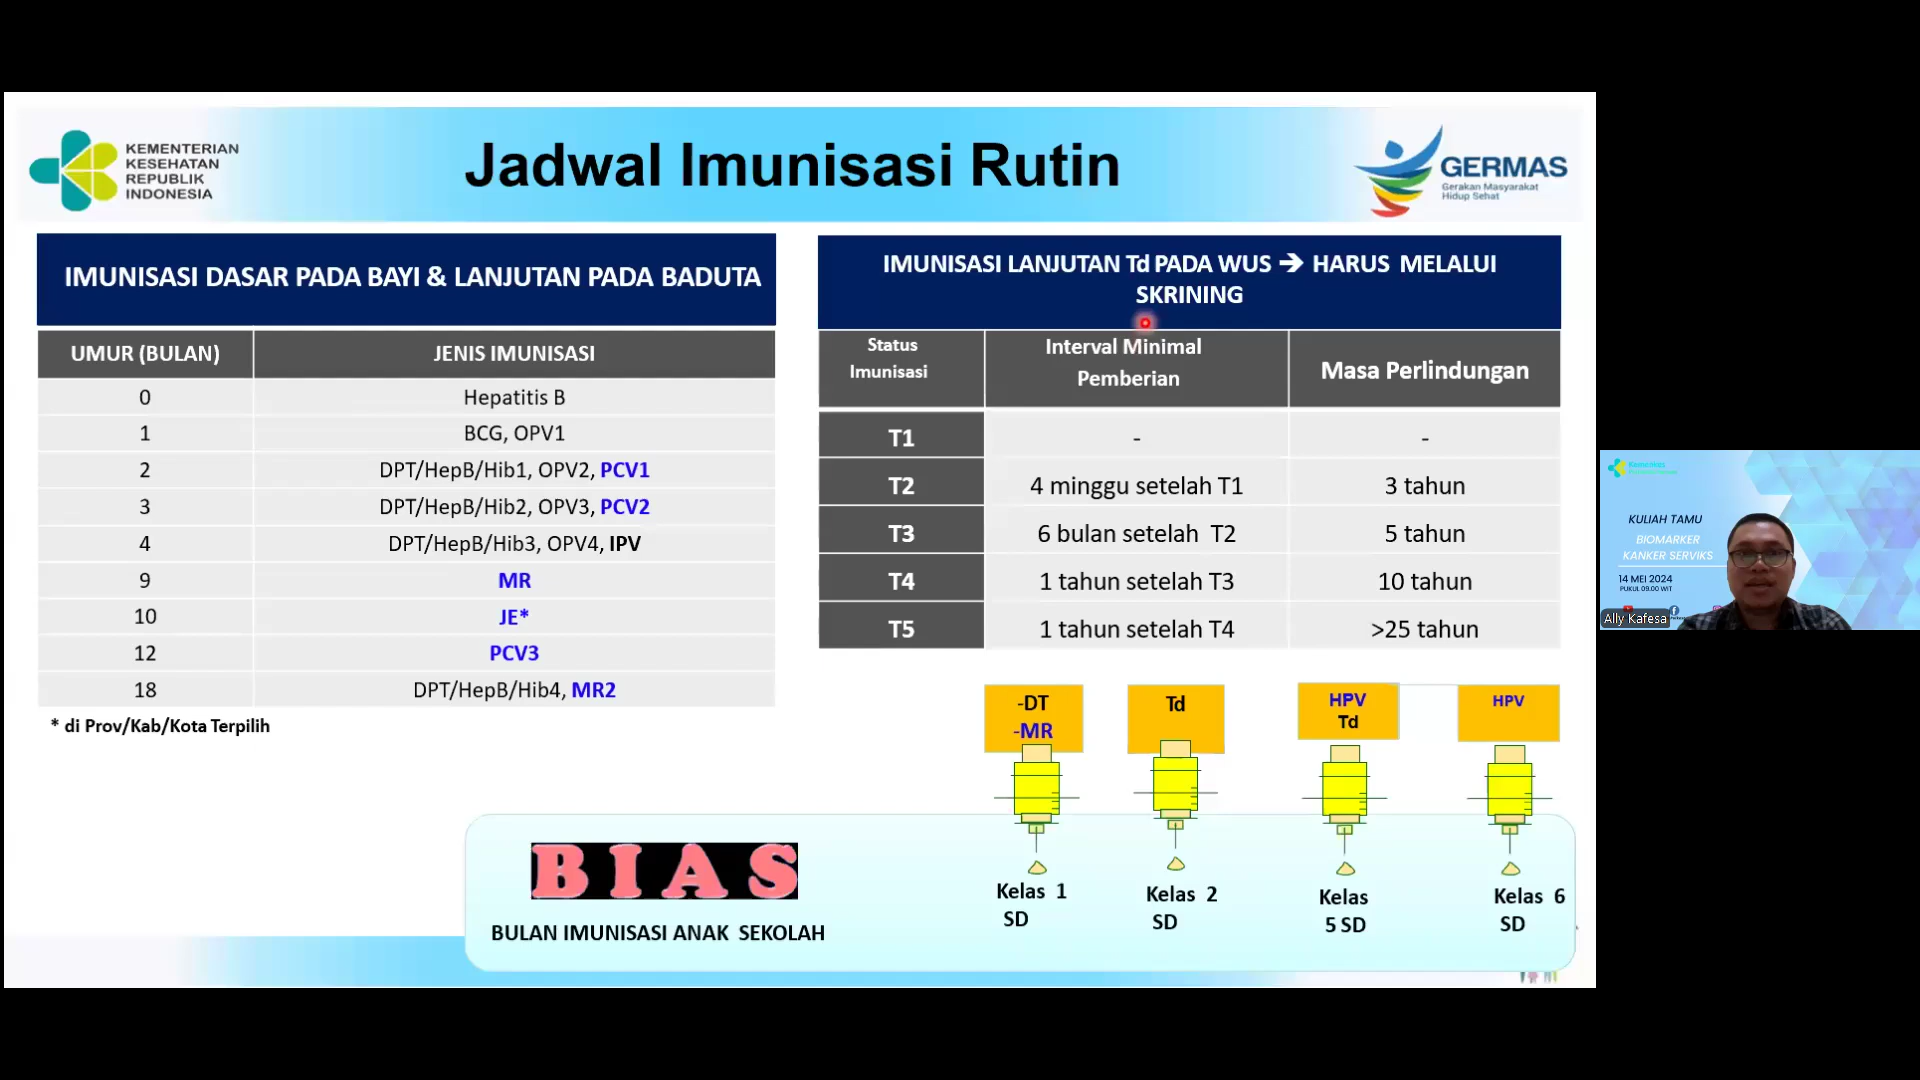 KEMENTERIAN
KESEHATAN
REPUBLIK
INDONESIA
Jadwal Imunisasi Rutin
GERMAS
Gerakan Masyarakat
Hidup Sehat
IMUNISASI DASAR PADA BAYI & LANJUTAN PADA BADUTA
UMUR (BULAN) JENIS IMUNISASI
0 Hepatitis B
1 BCG, OPV1
2 DPT/HepB/Hib1, OPV2, PCV1
3 DPT/HepB/Hib2, OPV3, PCV2
4 DPT/HepB/Hib3, OPV4, IPV
9 MR
10 JE*
12 PCV3
18 DPT/HepB/Hib4, MR2
* di Prov/Kab/Kota Terpilih
IMUNISASI LANJUTAN Td PADA WUS ➔ HARUS MELALUI
SKRINING
Status
Imunisasi
Interval Minimal
Pemberian
Masa Perlindungan
T1 - -
T2 4 minggu setelah T1 3 tahun
T3 6 bulan setelah T2 5 tahun
T4 1 tahun setelah T3 10 tahun
T5 1 tahun setelah T4 >25 tahun
-DT
-MR
Td
HPV
Td
HPV
BIAS
BULAN IMUNISASI ANAK SEKOLAH
Kelas 1
SD
Kelas 2
SD
Kelas
5 SD
Kelas 6
SD
Kemenkes
KULIAH TAMU
BIOMARKER
KANKER SERVIKS
14 MEI 2024
PUKUL 09.00 WIT
Ally Kafesa